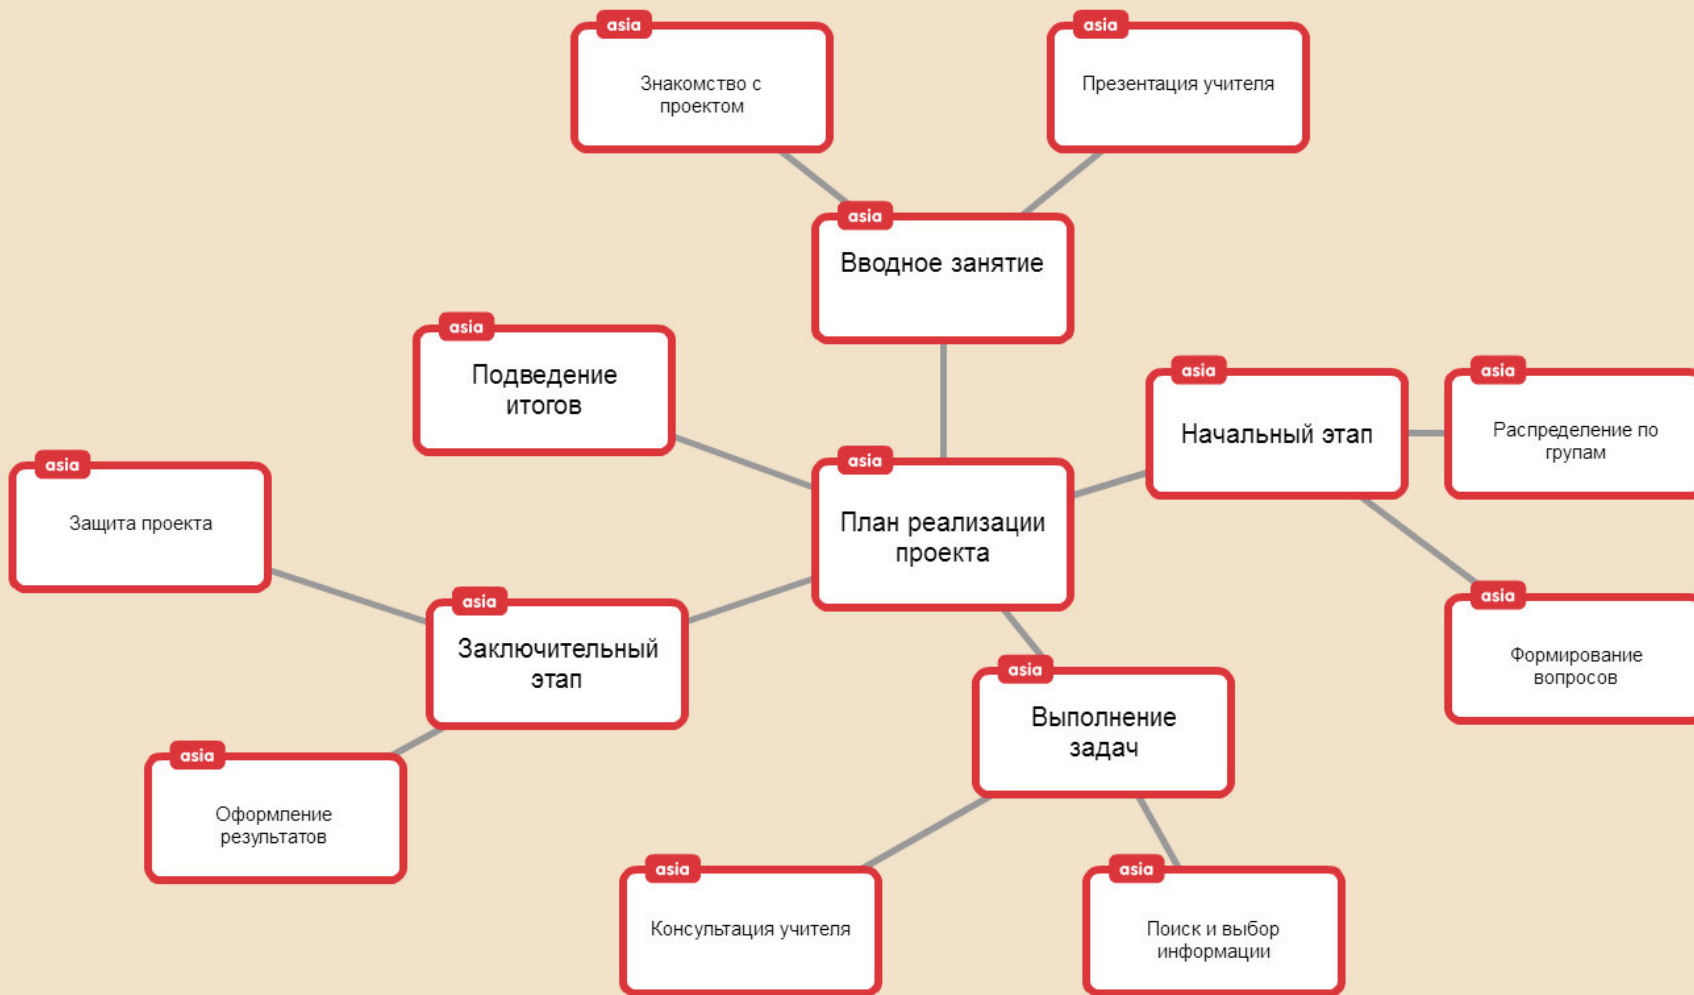 asia
Знакомство с
проектом
asia
Презентация учителя
asia
Вводное занятие
asia
Подведение
итогов
asia
Начальный этап
asia
Распределение по
групам
asia
Защита проекта
asia
План реализации
проекта
asia
Заключительный
этап
asia
Формирование
вопросов
asia
Выполнение
задач
asia
Оформление
результатов
asia
Консультация учителя
asia
Поиск и выбор
информации